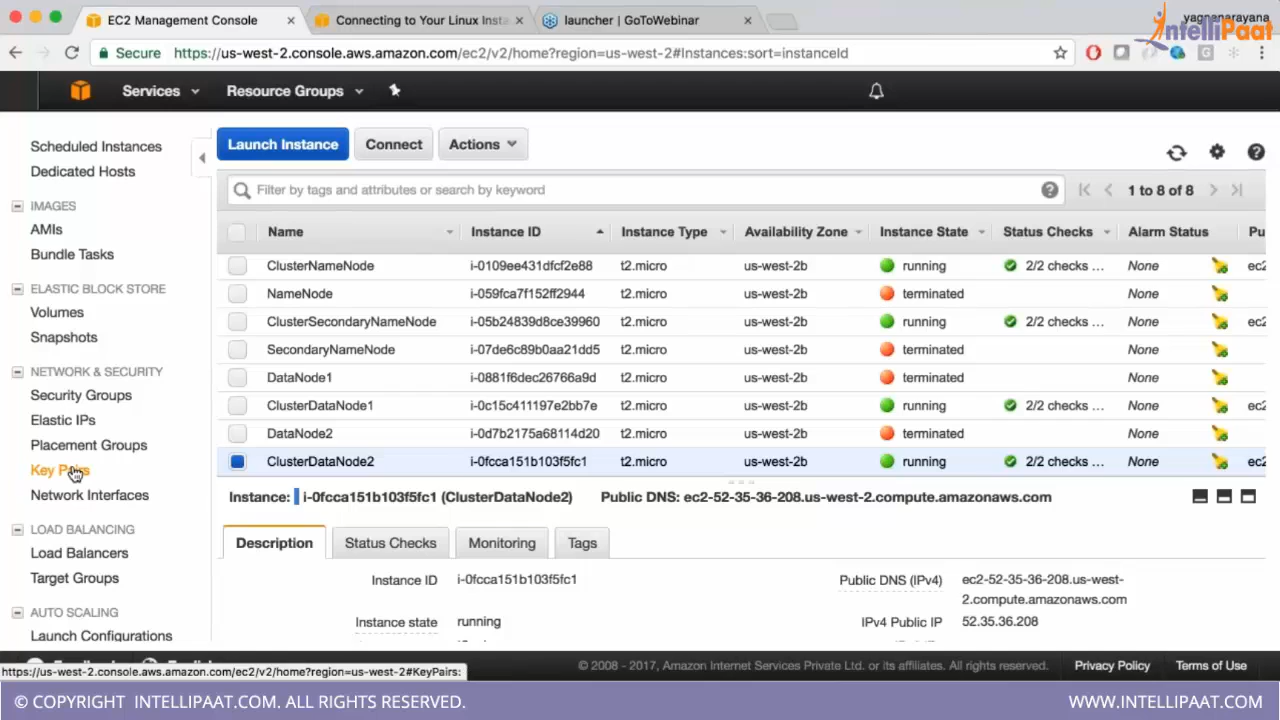 EC2 Management Console
Connecting to Your Linux Insta
launcher | GoToWebinar
yagnanarayana
IntelliPaat
Secure
https://us-west-2.console.aws.amazon.com/ec2/v2/home?region=us-west-2#Instances:sort=instanceId
Services
Resource Groups
Scheduled Instances
Dedicated Hosts
IMAGES
AMIs
Bundle Tasks
ELASTIC BLOCK STORE
Volumes
Snapshots
NETWORK & SECURITY
Security Groups
Elastic IPs
Placement Groups
Key Pairs
Network Interfaces
LOAD BALANCING
Load Balancers
Target Groups
AUTO SCALING
Launch Configurations
Launch Instance Connect Actions
Filter by tags and attributes or search by keyword
1 to 8 of 8
Name Instance ID Instance Type Availability Zone Instance State Status Checks Alarm Status Pu
ClusterNameNode i-0109ee431dfcf2e88 t2.micro us-west-2b running 2/2 checks ... None ec2
NameNode i-059fca7f152ff2944 t2.micro us-west-2b terminated None
ClusterSecondaryNameNode i-05b24839d8ce39960 t2.micro us-west-2b running 2/2 checks ... None ec2
SecondaryNameNode i-07de6c89b0aa21dd5 t2.micro us-west-2b terminated None
DataNode1 i-0881f6dec26766a9d t2.micro us-west-2b terminated None
ClusterDataNode1 i-0c15c411197e2bb7e t2.micro us-west-2b running 2/2 checks ... None ec2
DataNode2 i-0d7b2175a68114d20 t2.micro us-west-2b terminated None
ClusterDataNode2 i-0fcca151b103f5fc1 t2.micro us-west-2b running 2/2 checks ... None ec2
Instance: i-0fcca151b103f5fc1 (ClusterDataNode2) Public DNS: ec2-52-35-36-208.us-west-2.compute.amazonaws.com
Description Status Checks Monitoring Tags
Instance ID i-0fcca151b103f5fc1
Public DNS (IPv4) ec2-52-35-36-208.us-west-
2.compute.amazonaws.com
Instance state running
IPv4 Public IP 52.35.36.208
https://us-west-2.console.aws.amazon.com/ec2/v2/home?region=us-west-2#KeyPairs:
© 2008 - 2017, Amazon Internet Services Private Ltd. or its affiliates. All rights reserved.
Privacy Policy
Terms of Use
© COPYRIGHT INTELLIPAAT.COM. ALL RIGHTS RESERVED.
WWW.INTELLIPAAT.COM